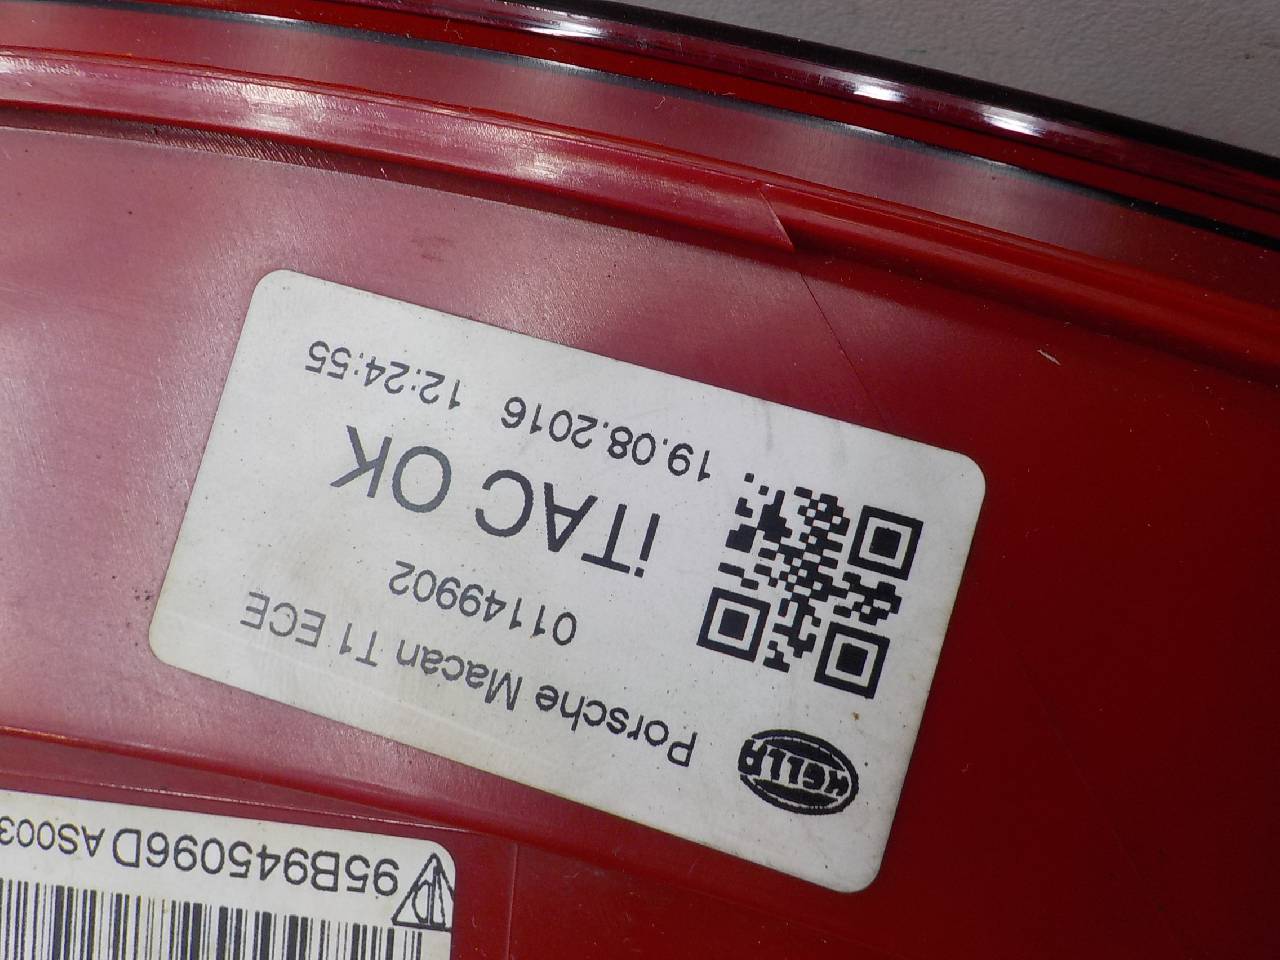 HELLA
Porsche Macan T1 ECE
01149902
iTAC OK
19.08.2016 12:24:55
95B945096D AS003